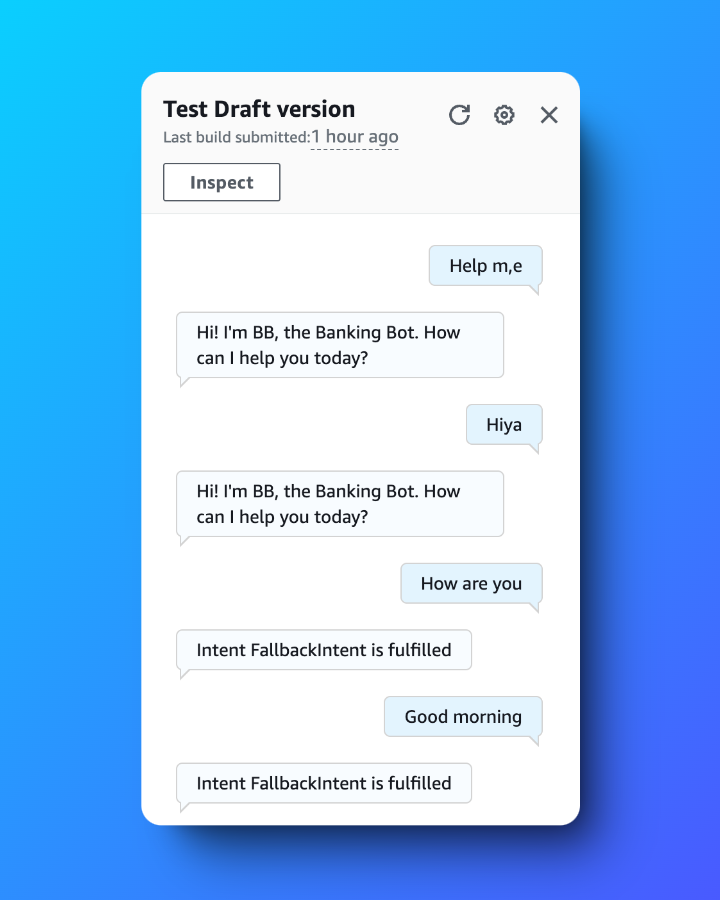 Test Draft version
Last build submitted:1 hour ago
Inspect
Help m,e
Hi! I'm BB, the Banking Bot. How
can I help you today?
Hiya
Hi! I'm BB, the Banking Bot. How
can I help you today?
How are you
Intent FallbackIntent is fulfilled
Good morning
Intent FallbackIntent is fulfilled